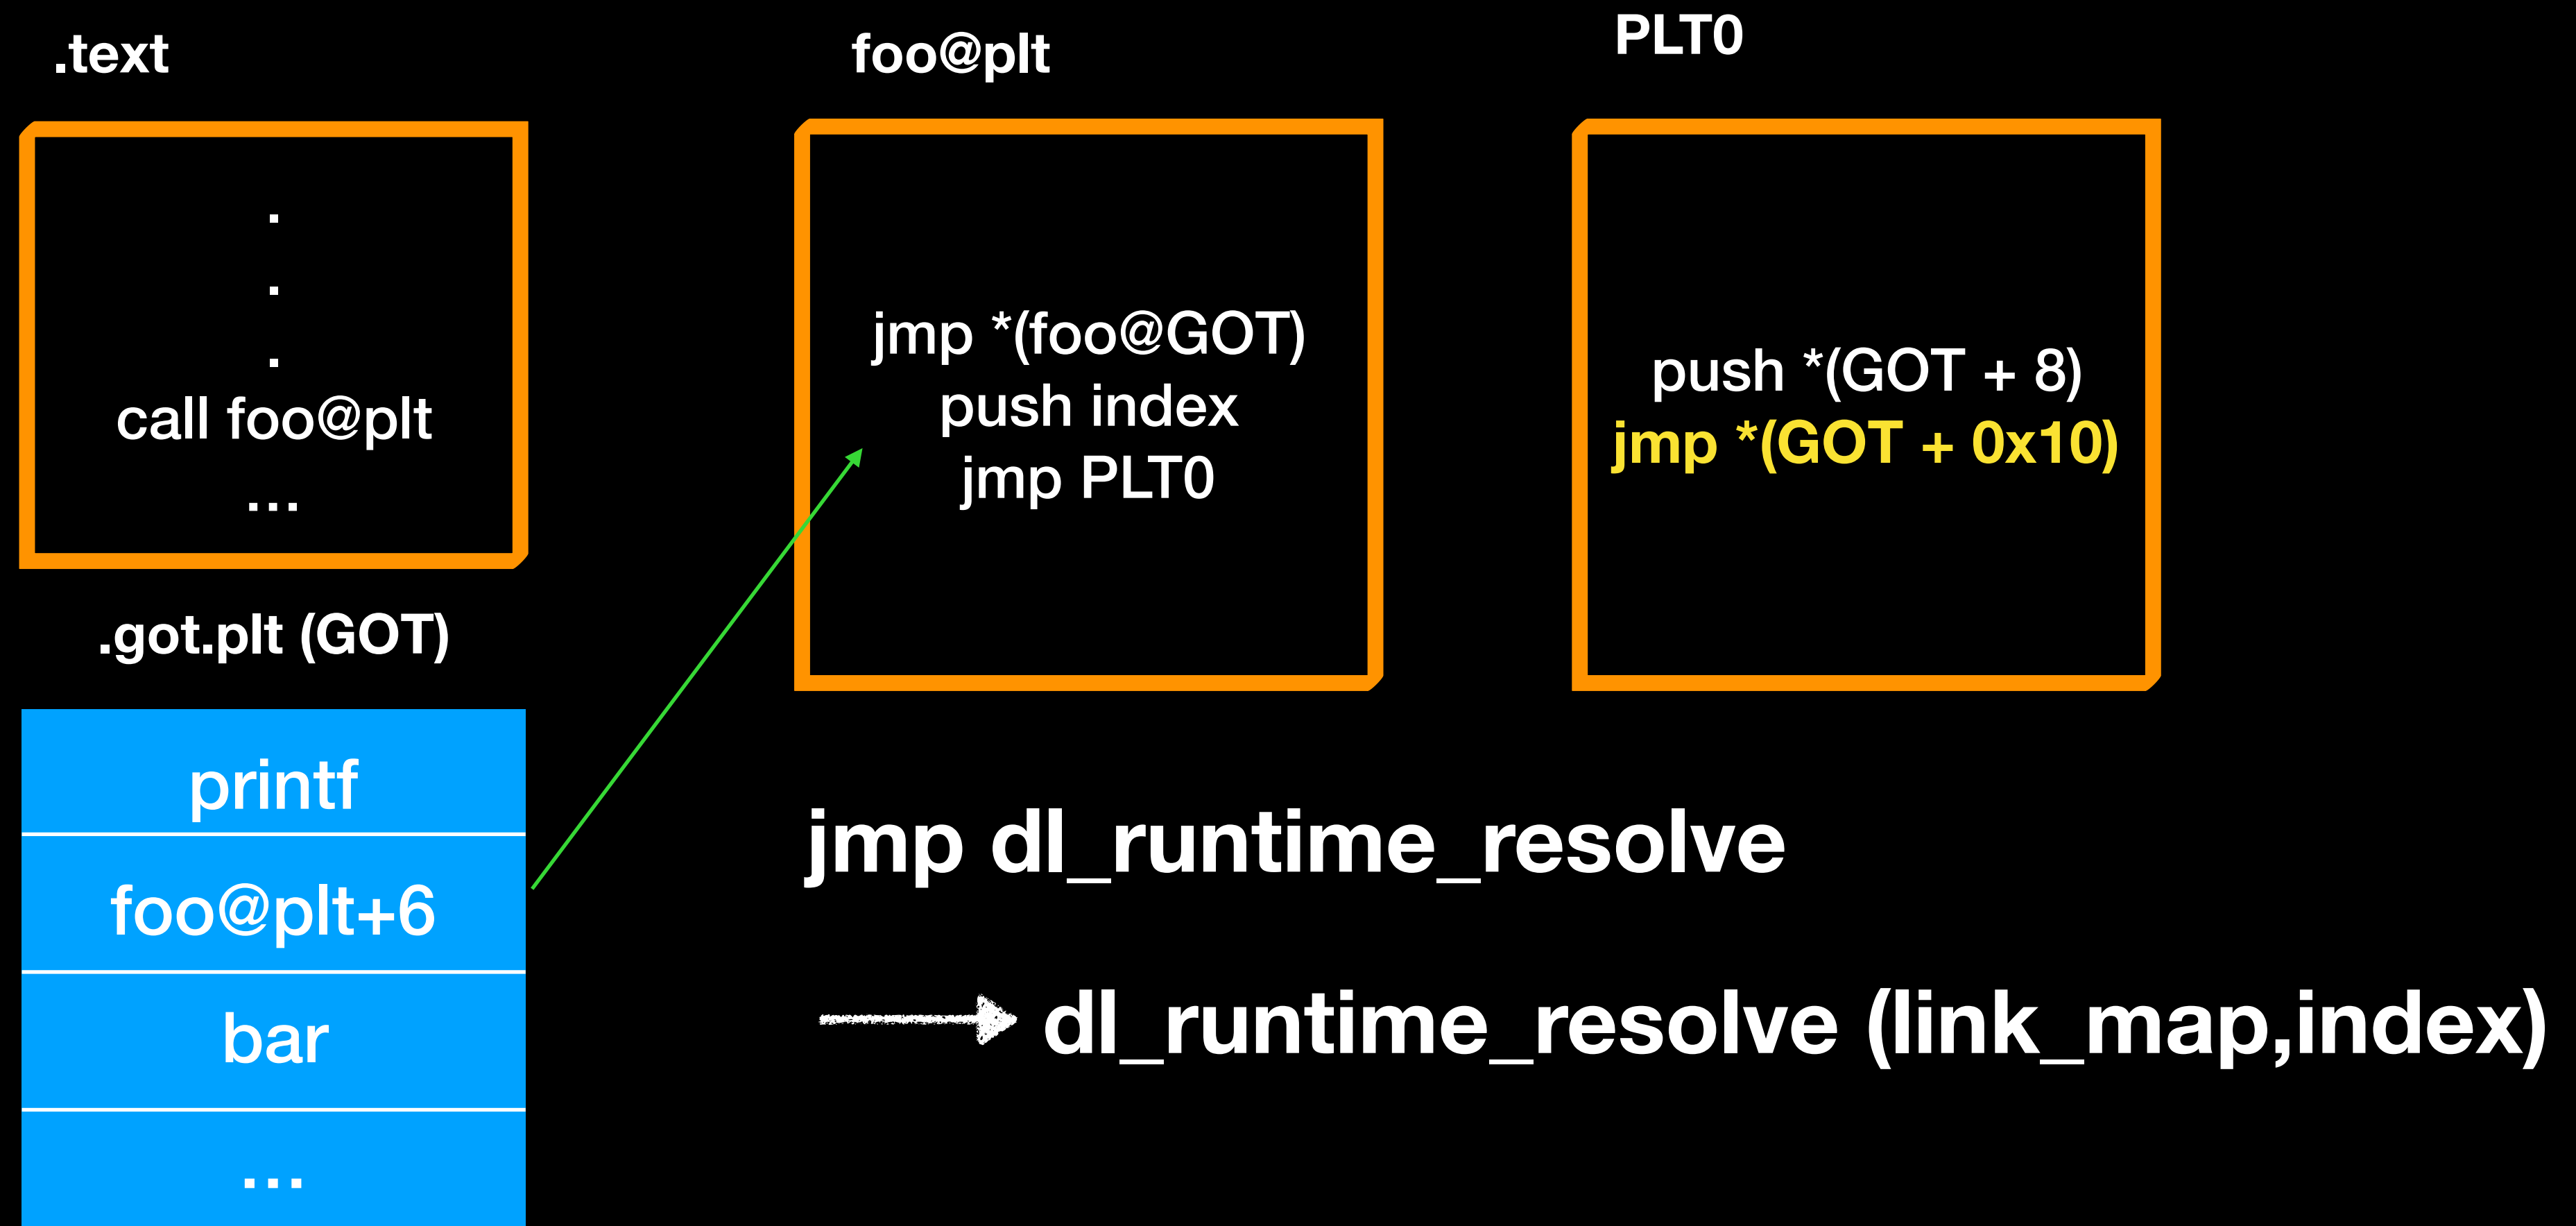 .text
.
.
.
call foo@plt
...
.got.plt (GOT)
printf
foo@plt+6
bar
...
foo@plt
jmp *(foo@GOT)
push index
jmp PLT0
PLT0
push *(GOT + 8)
jmp *(GOT + 0x10)
jmp dl_runtime_resolve
dl_runtime_resolve (link_map,index)